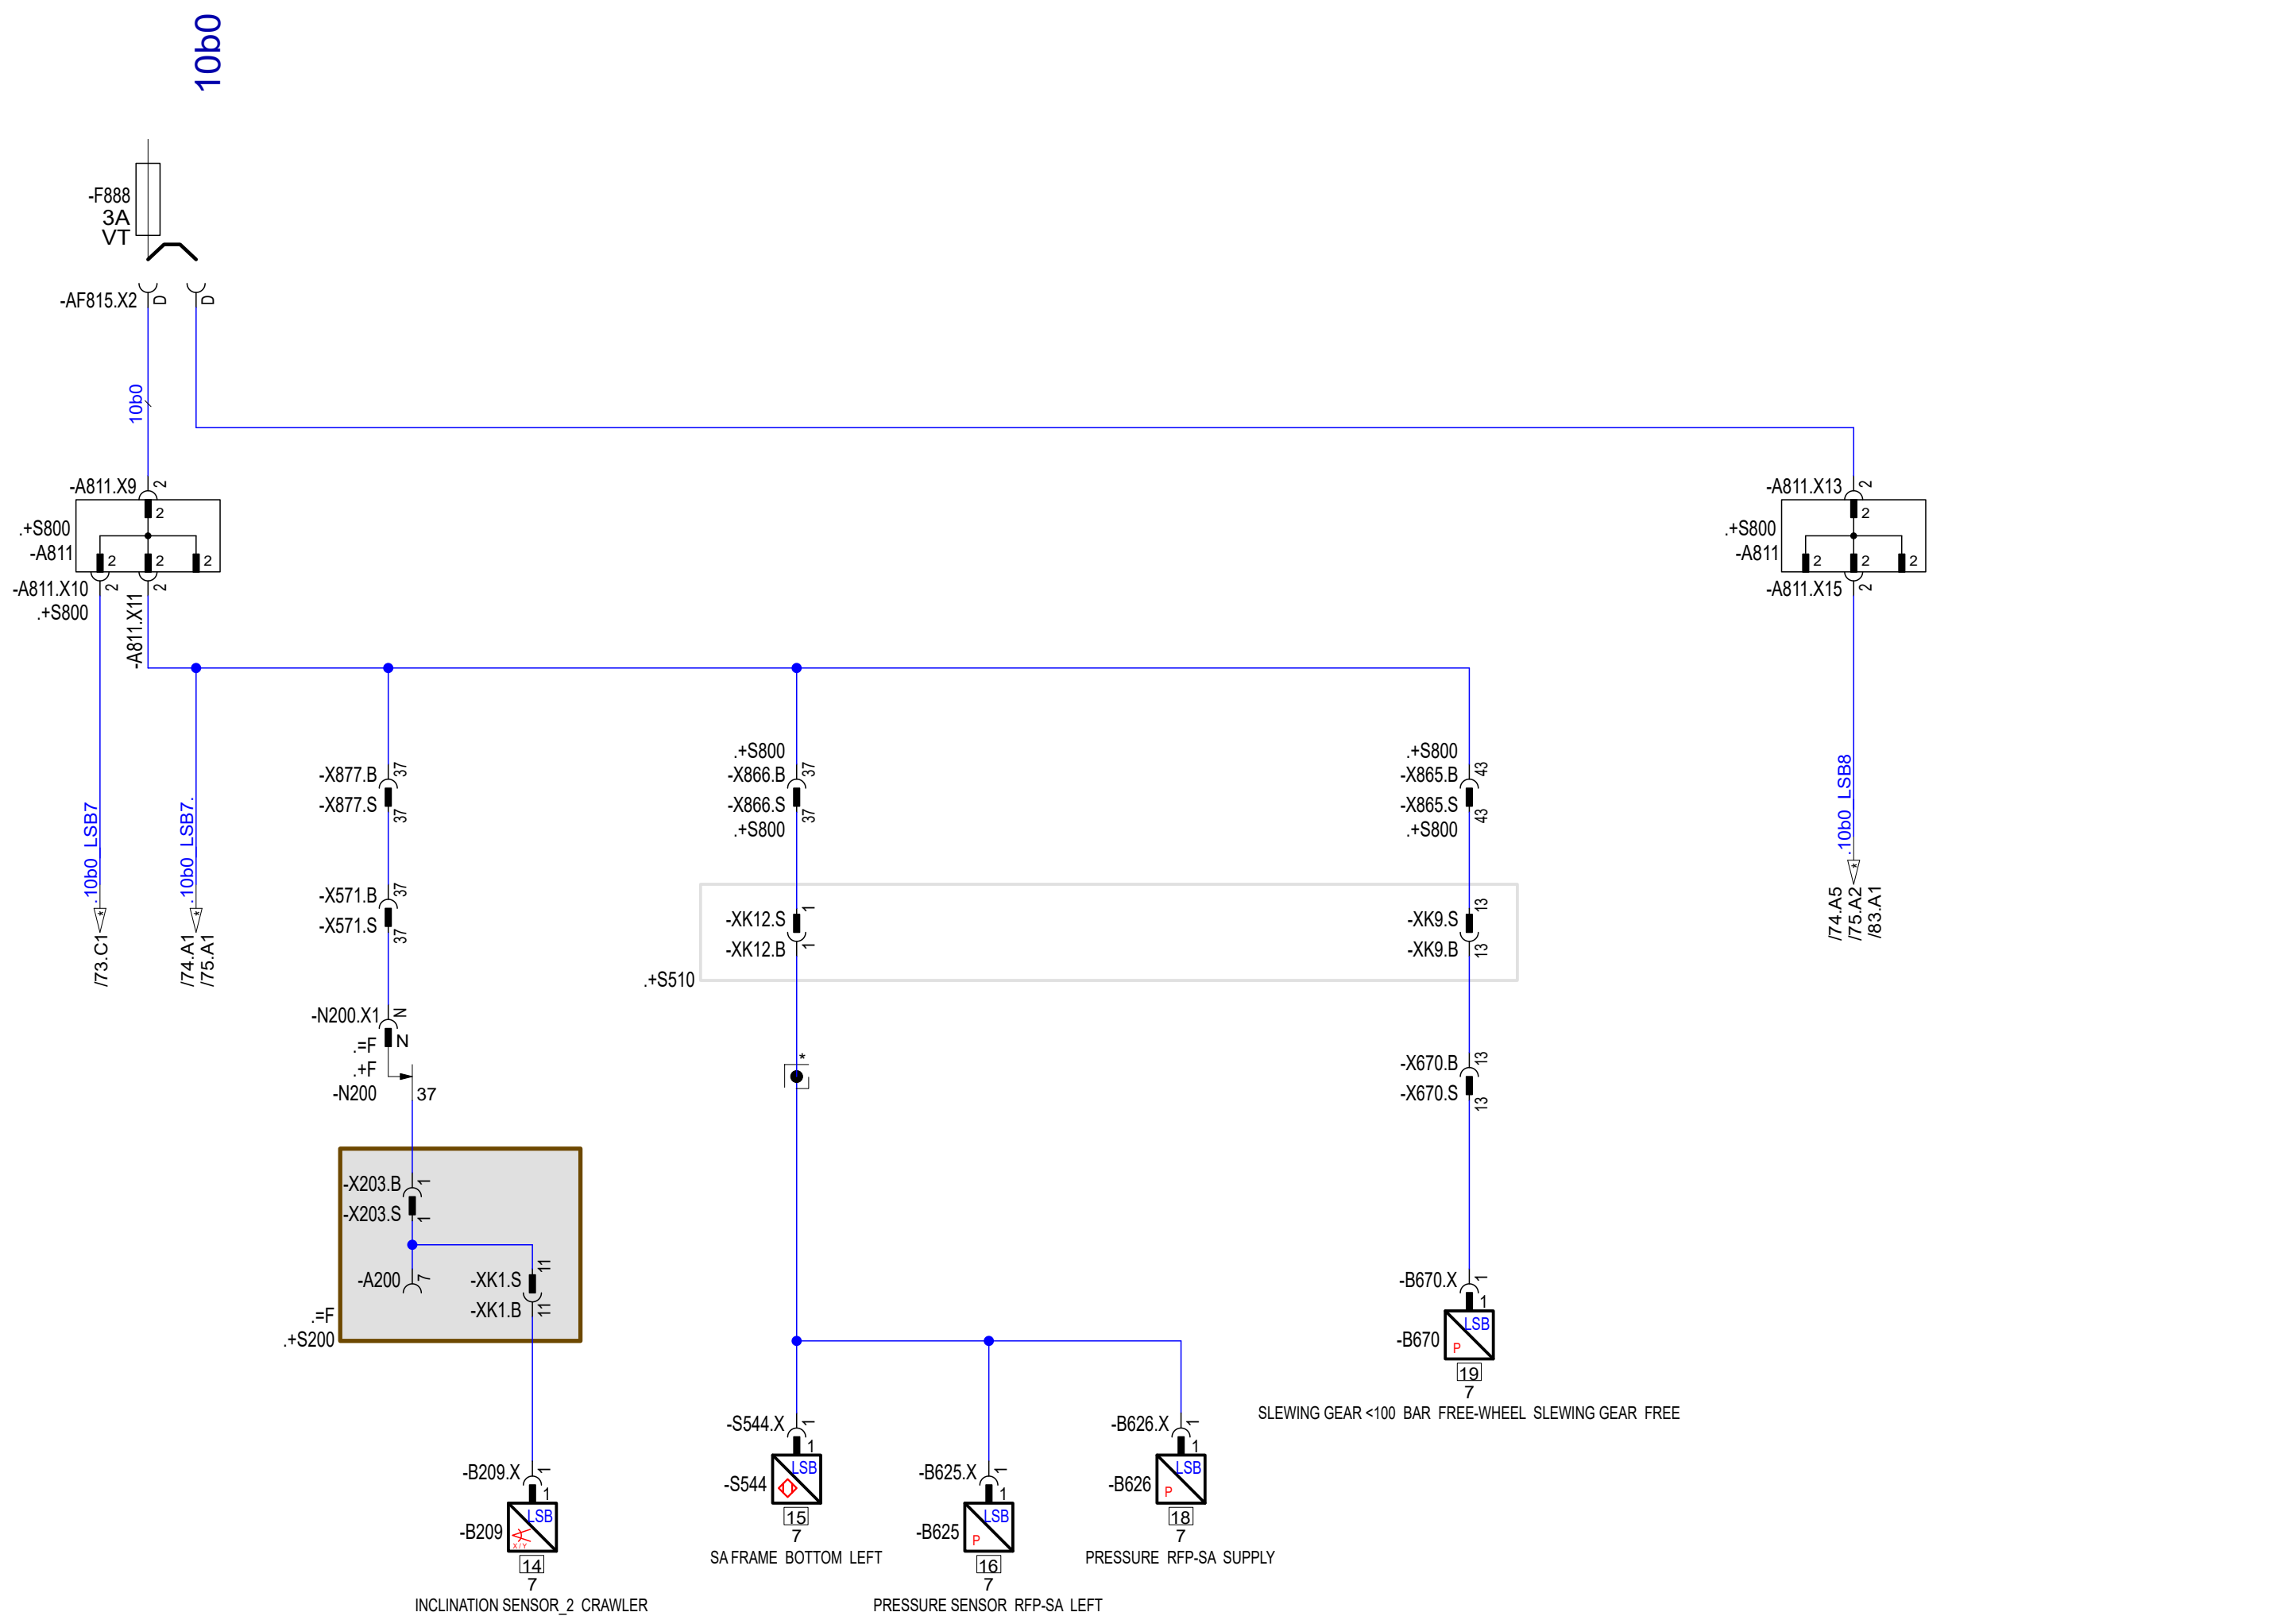 10b0
-F888
3A
VT
-AF815.X2
D
D
10b0
-A811.X9
2
2
.+S800
-A811
2
2
2
-A811.X10
2
.+S800
-A811.X11
2
-A811.X13
2
2
.+S800
-A811
2
2
2
-A811.X15
2
.10b0_LSB7
*
/73.C1
.10b0_LSB7.
*
/74.A1
/75.A1
.10b0_LSB8
*
/74.A5
/75.A2
/83.A1
-X877.B
37
-X877.S
37
-X571.B
37
-X571.S
37
-N200.X1
N
N
.=F
.+F
-N200
37
-X203.B
1
-X203.S
1
-A200
7
-XK1.S
11
-XK1.B
11
.=F
.+S200
-B209.X
1
1
LSB
X/Y
-B209
14
7
INCLINATION SENSOR_2 CRAWLER
.+S800
-X866.B
37
-X866.S
37
.+S800
-XK12.S
1
-XK12.B
1
.+S510
*
-S544.X
1
1
LSB
-S544
15
7
SA FRAME BOTTOM LEFT
-B625.X
1
1
LSB
P
-B625
16
7
PRESSURE SENSOR RFP-SA LEFT
-B626.X
1
1
LSB
P
-B626
18
7
PRESSURE RFP-SA SUPPLY
.+S800
-X865.B
43
-X865.S
43
.+S800
-XK9.S
13
-XK9.B
13
-X670.B
13
-X670.S
13
-B670.X
1
1
LSB
P
-B670
19
7
SLEWING GEAR <100 BAR FREE-WHEEL SLEWING GEAR FREE